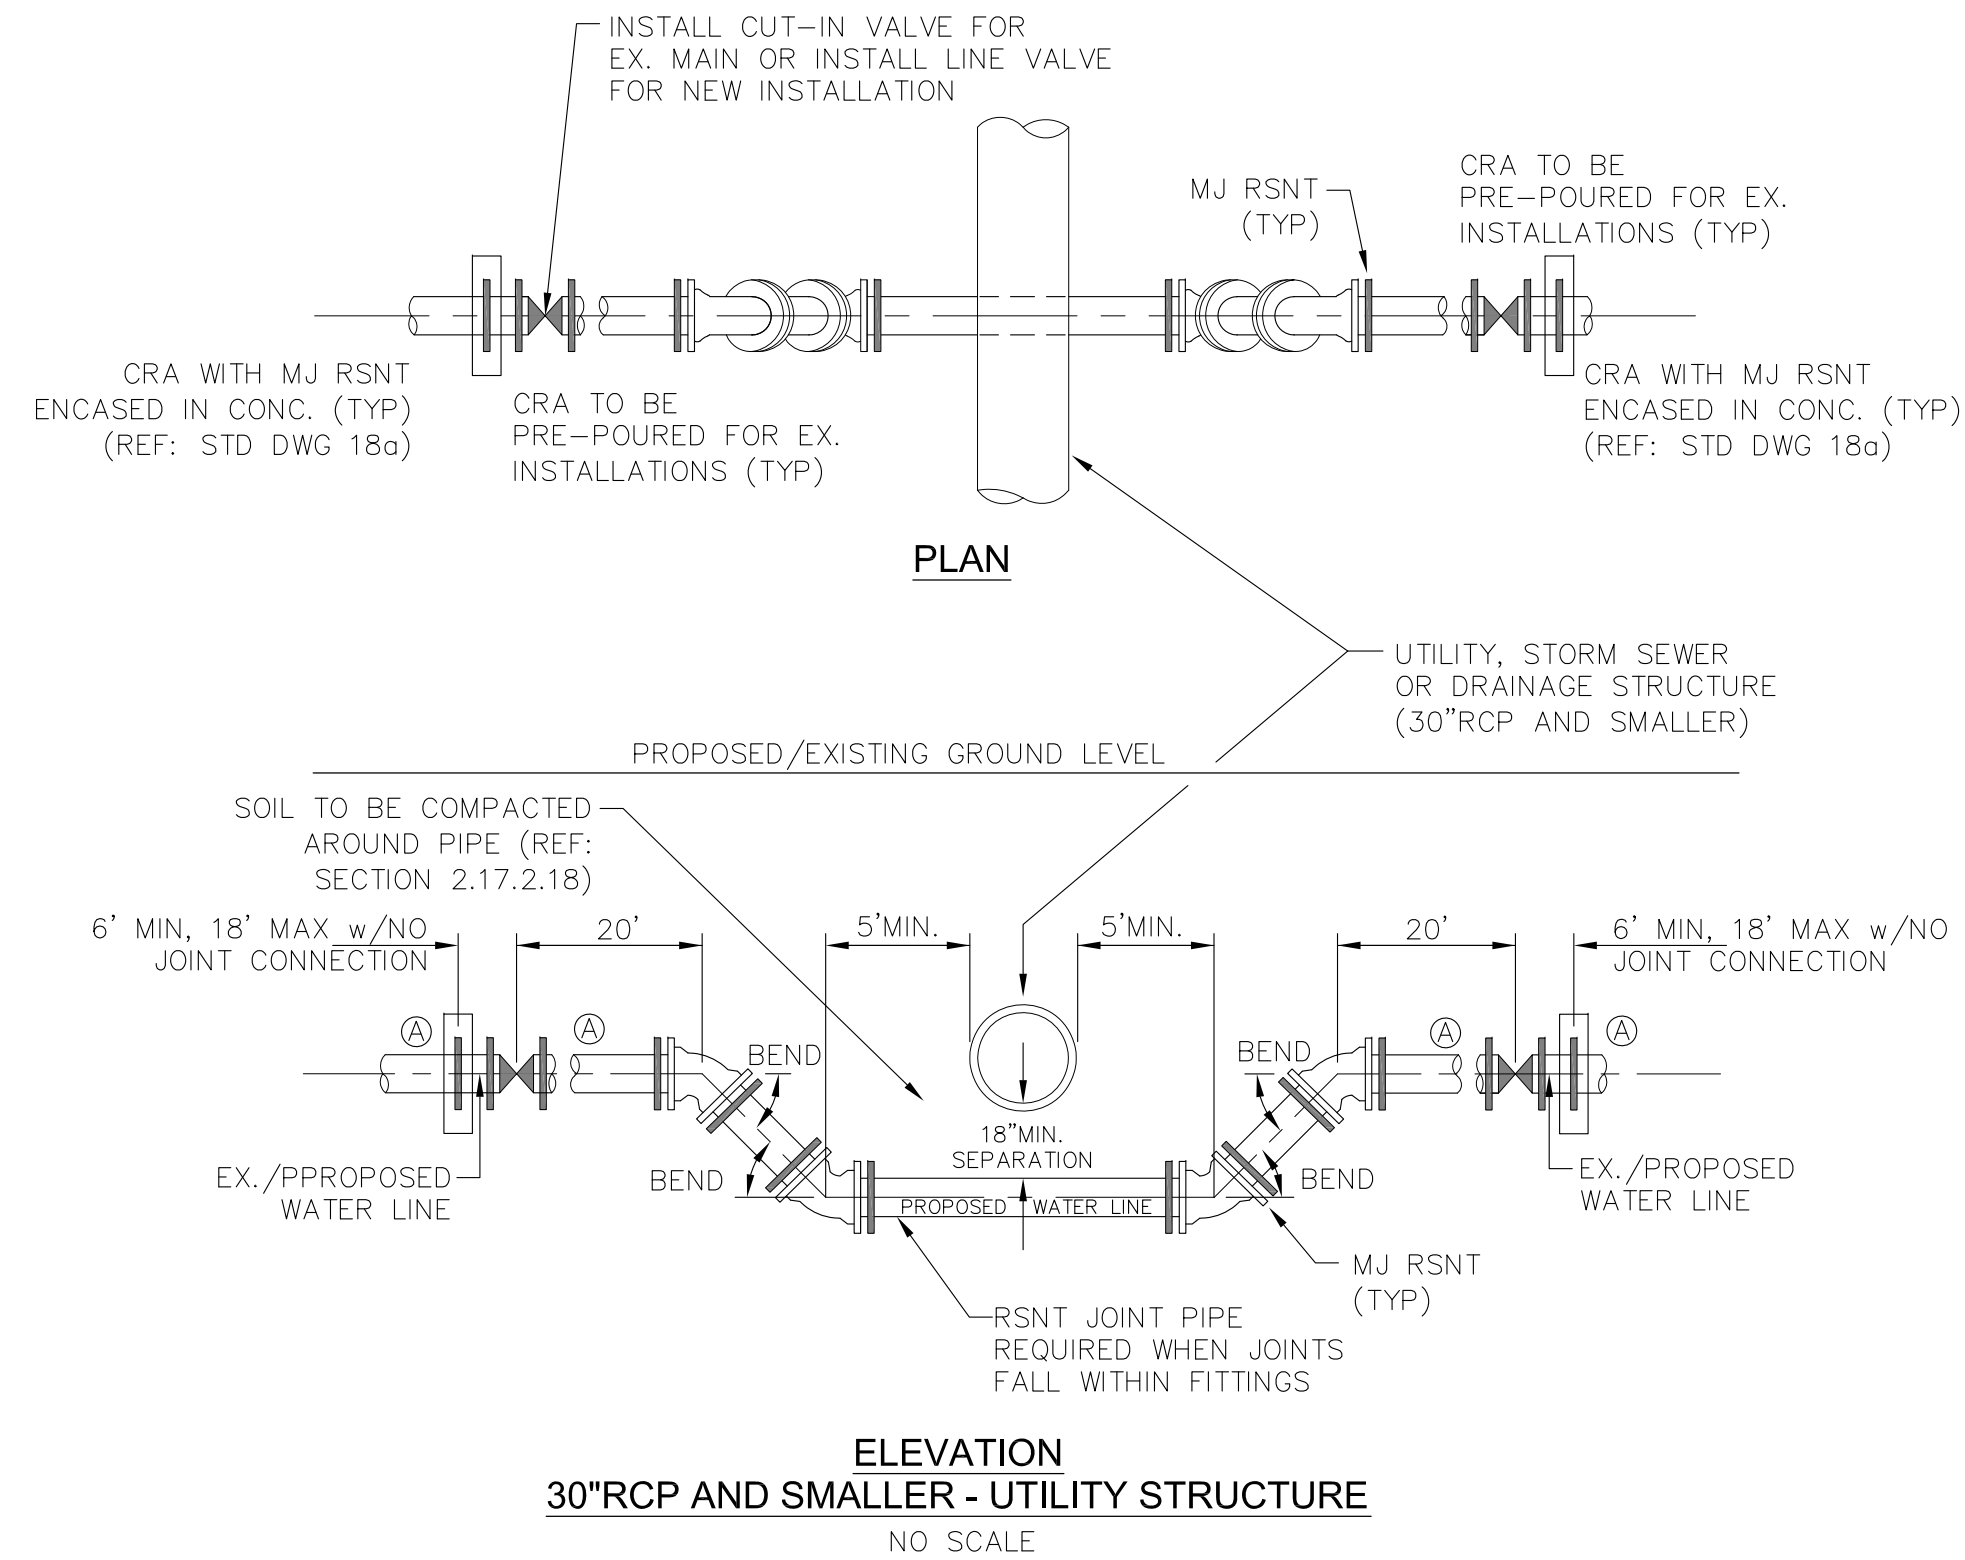 INSTALL CUT-IN VALVE FOR
EX. MAIN OR INSTALL LINE VALVE
FOR NEW INSTALLATION
MJ RSNT
(TYP)
CRA TO BE
PRE-POURED FOR EX.
INSTALLATIONS (TYP)
CRA WITH MJ RSNT
ENCASED IN CONC. (TYP)
(REF: STD DWG 18a)
CRA TO BE
PRE-POURED FOR EX.
INSTALLATIONS (TYP)
CRA WITH MJ RSNT
ENCASED IN CONC. (TYP)
(REF: STD DWG 18a)
PLAN
UTILITY, STORM SEWER
OR DRAINAGE STRUCTURE
(30"RCP AND SMALLER)
PROPOSED/EXISTING GROUND LEVEL
SOIL TO BE COMPACTED
AROUND PIPE (REF:
SECTION 2.17.2.18)
6' MIN, 18' MAX w/NO
JOINT CONNECTION
20'
5'MIN.
5'MIN.
20'
6' MIN, 18' MAX w/NO
JOINT CONNECTION
A
A
BEND
BEND
A
A
18"MIN.
SEPARATION
EX./PPROPOSED
WATER LINE
BEND
BEND
EX./PROPOSED
WATER LINE
PROPOSED WATER LINE
MJ RSNT
(TYP)
RSNT JOINT PIPE
REQUIRED WHEN JOINTS
FALL WITHIN FITTINGS
ELEVATION
30"RCP AND SMALLER - UTILITY STRUCTURE
NO SCALE